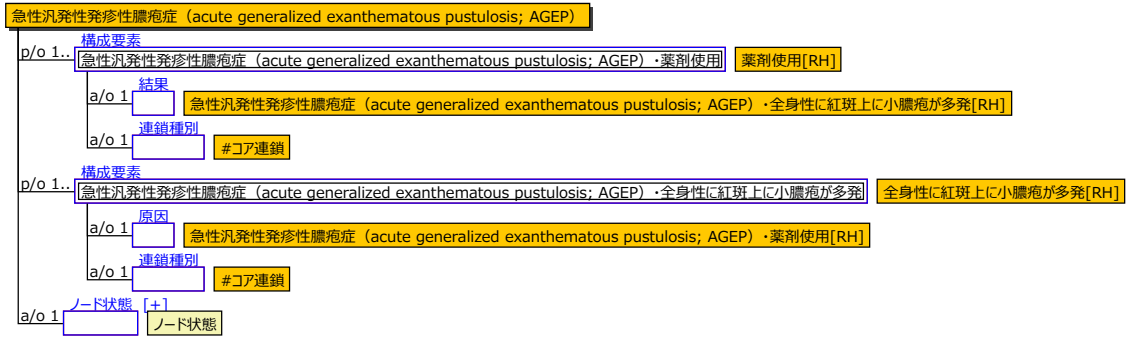 急性汎発性発疹性膿疱症（acute generalized exanthematous pustulosis; AGEP）
構成要素
p/o 1.. 急性汎発性発疹性膿疱症（acute generalized exanthematous pustulosis; AGEP）・薬剤使用 薬剤使用[RH]
結果
a/o 1 急性汎発性発疹性膿疱症（acute generalized exanthematous pustulosis; AGEP）・全身性に紅斑上に小膿疱が多発[RH]
連鎖種別
a/o 1 #コア連鎖
構成要素
p/o 1.. 急性汎発性発疹性膿疱症（acute generalized exanthematous pustulosis; AGEP）・全身性に紅斑上に小膿疱が多発 全身性に紅斑上に小膿疱が多発[RH]
原因
a/o 1 急性汎発性発疹性膿疱症（acute generalized exanthematous pustulosis; AGEP）・薬剤使用[RH]
連鎖種別
a/o 1 #コア連鎖
ノード状態 [+]
a/o 1 ノード状態